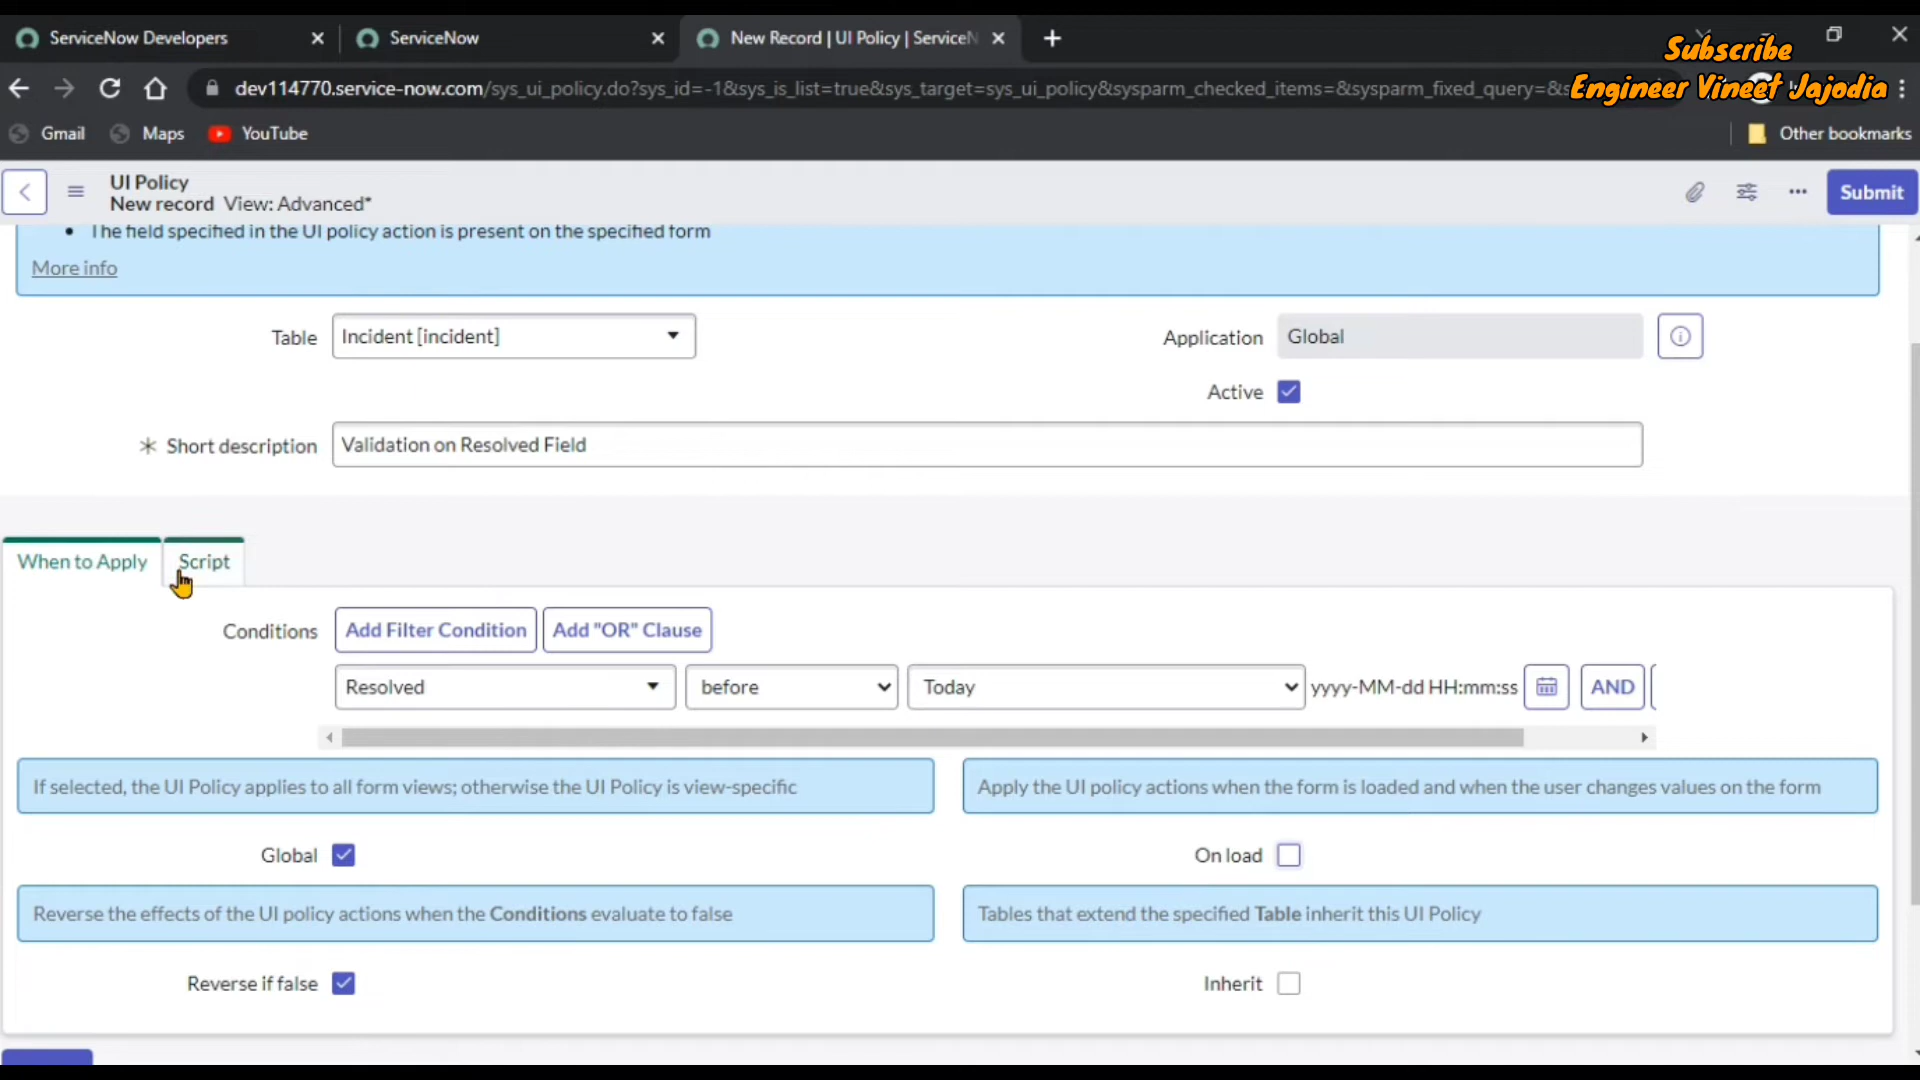 ServiceNow Developers
ServiceNow
New Record | UI Policy | ServiceN
Subscribe
Engineer Vineet Jajodia
dev114770.service-now.com/sys_ui_policy.do?sys_id=-1&sys_is_list=true&sys_target=sys_ui_policy&sysparm_checked_items=&sysparm_fixed_query=&s
Gmail
Maps
YouTube
Other bookmarks
UI Policy
New record View: Advanced*
Submit
• The field specified in the UI policy action is present on the specified form
More info
Table
Incident [incident]
Application
Global
Active
Short description
Validation on Resolved Field
When to Apply
Script
Conditions
Add Filter Condition
Add "OR" Clause
Resolved
before
Today
yyyy-MM-dd HH:mm:ss
AND
If selected, the UI Policy applies to all form views; otherwise the UI Policy is view-specific
Apply the UI policy actions when the form is loaded and when the user changes values on the form
Global
On load
Reverse the effects of the UI policy actions when the Conditions evaluate to false
Tables that extend the specified Table inherit this UI Policy
Reverse if false
Inherit